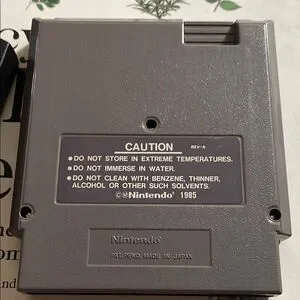 CAUTION REV-A
●DO NOT STORE IN EXTREME TEMPERATURES.
●DO NOT IMMERSE IN WATER.
●DO NOT CLEAN WITH BENZENE, THINNER,
ALCOHOL OR OTHER SUCH SOLVENTS.
©®Nintendo® 1985
Nintendo®
PAT. PEND. MADE IN JAPAN
and